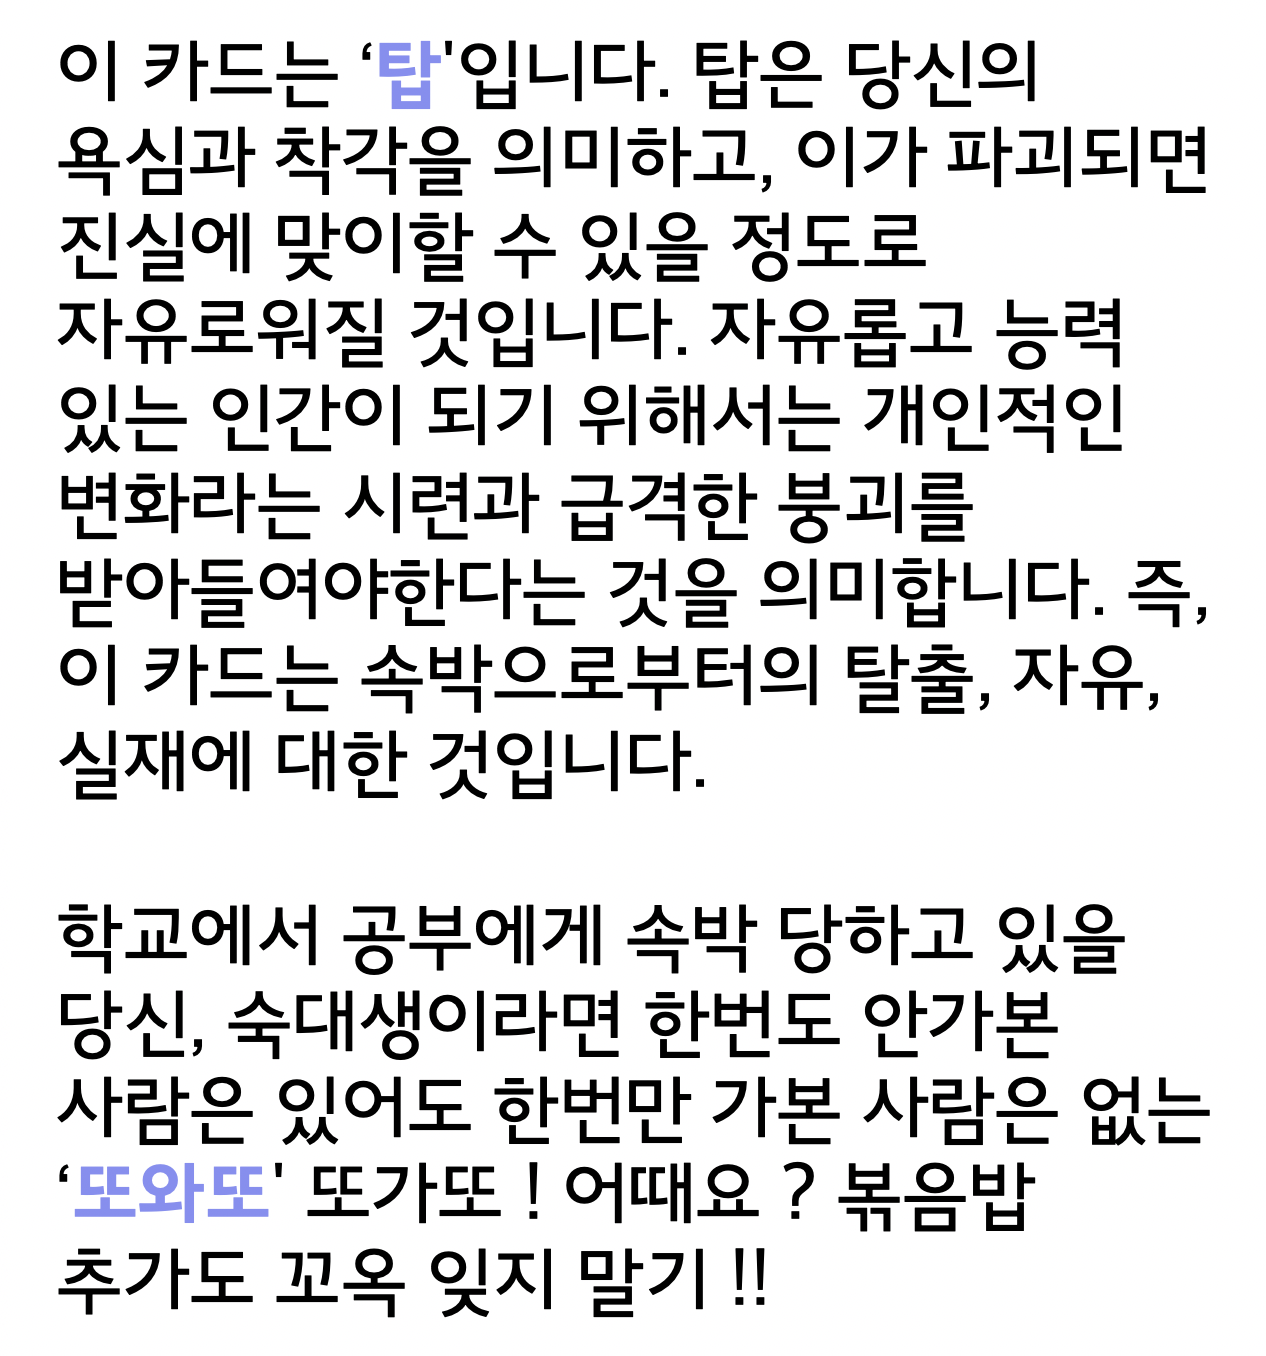 이 카드는 ‘탑'입니다. 탑은 당신의
욕심과 착각을 의미하고, 이가 파괴되면
진실에 맞이할 수 있을 정도로
자유로워질 것입니다. 자유롭고 능력
있는 인간이 되기 위해서는 개인적인
변화라는 시련과 급격한 붕괴를
받아들여야한다는 것을 의미합니다. 즉,
이 카드는 속박으로부터의 탈출, 자유,
실재에 대한 것입니다.
학교에서 공부에게 속박 당하고 있을
당신, 숙대생이라면 한번도 안가본
사람은 있어도 한번만 가본 사람은 없는
‘또와또' 또가또 ! 어때요 ? 볶음밥
추가도 꼬옥 잊지 말기 !!